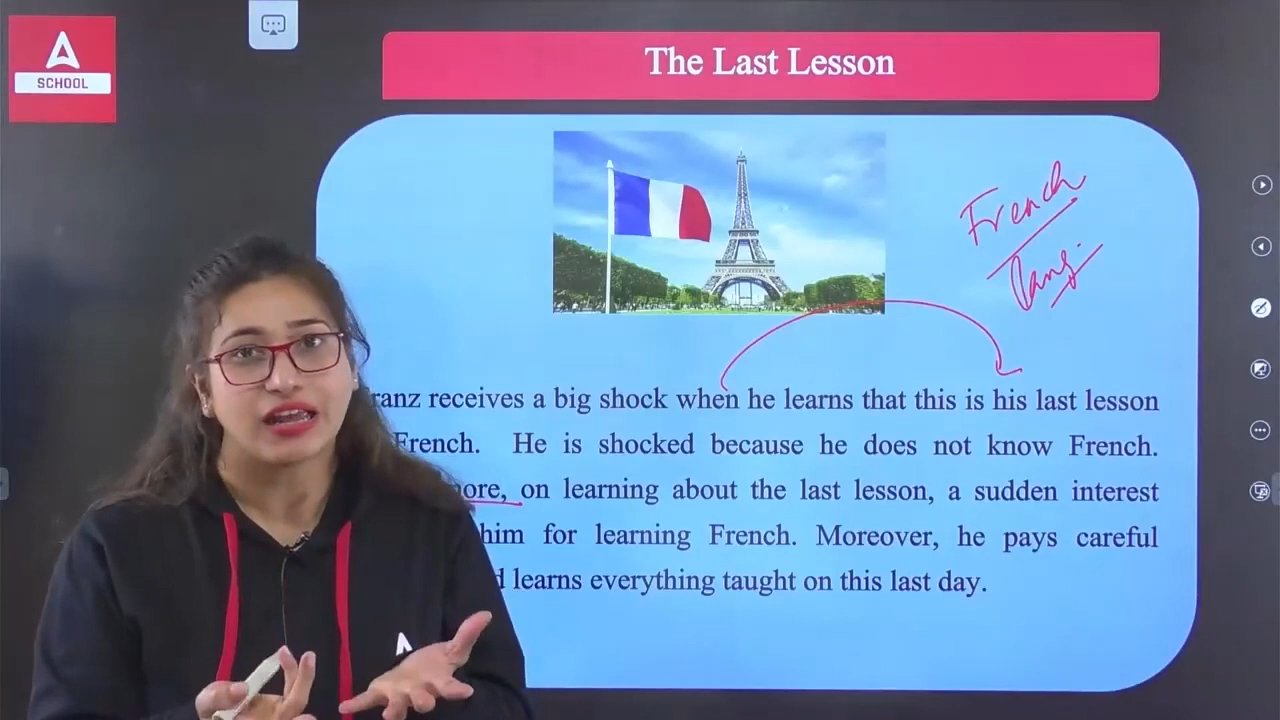 SCHOOL
The Last Lesson
French
Lang.
ranz receives a big shock when he learns that this is his last lesson
French. He is shocked because he does not know French.
ore, on learning about the last lesson, a sudden interest
him for learning French. Moreover, he pays careful
learns everything taught on this last day.